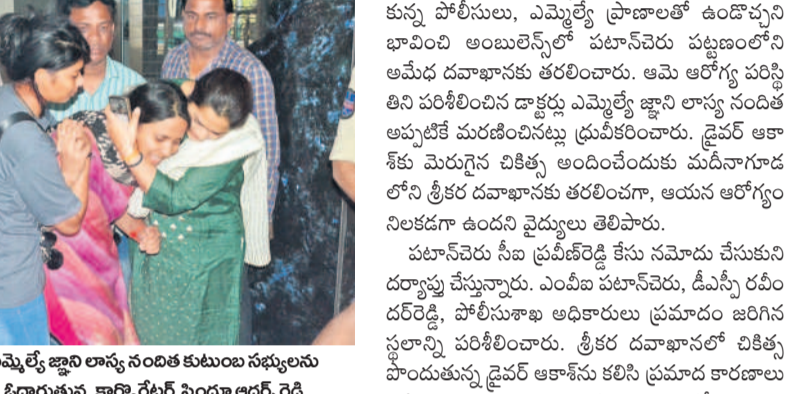 ఎమ్మెల్యే జ్ఞాని లాస్య నందిత కుటుంబ సభ్యులను
ఓదారుతున్న కార్పొరేటర్ సింధూ ఆదర్శ్ రెడ్డి
కున్న పోలీసులు, ఎమ్మెల్యే ప్రాణాలతో ఉండొచ్చని
భావించి అంబులెన్స్‌లో పటాన్‌చెరు పట్టణంలోని
అమేధ దవాఖానకు తరలించారు. ఆమె ఆరోగ్య పరిస్థి
తిని పరిశీలించిన డాక్టర్లు ఎమ్మెల్యే జ్ఞాని లాస్య నందిత
అప్పటికే మరణించినట్లు ధ్రువీకరించారు. డ్రైవర్ ఆకా
శ్‌కు మెరుగైన చికిత్స అందించేందుకు మదీనాగూడ
లోని శ్రీకర దవాఖానకు తరలించగా, ఆయన ఆరోగ్యం
నిలకడగా ఉందని వైద్యులు తెలిపారు.
పటాన్‌చెరు సీఐ ప్రవీణ్‌రెడ్డి కేసు నమోదు చేసుకుని
దర్యాప్తు చేస్తున్నారు. ఎంవీఐ పటాన్‌చెరు, డీఎస్పీ రవీం
దర్‌రెడ్డి, పోలీసుశాఖ అధికారులు ప్రమాదం జరిగిన
స్థలాన్ని పరిశీలించారు. శ్రీకర దవాఖానలో చికిత్స
పొందుతున్న డ్రైవర్ ఆకాశ్‌ను కలిసి ప్రమాద కారణాలు